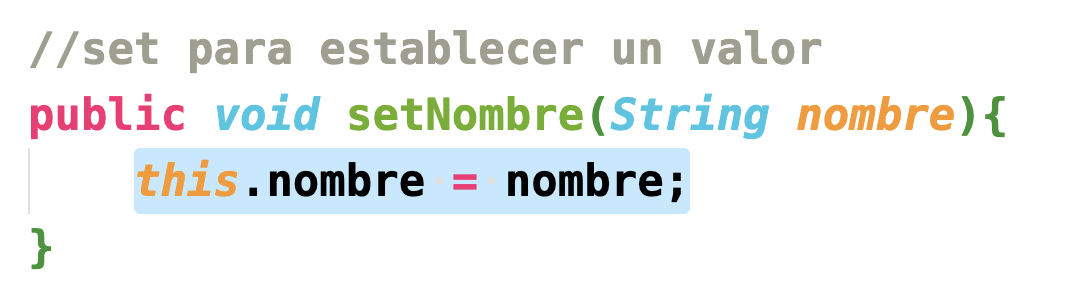 //set para establecer un valor
public void setNombre(String nombre){
    this.nombre = nombre;
}